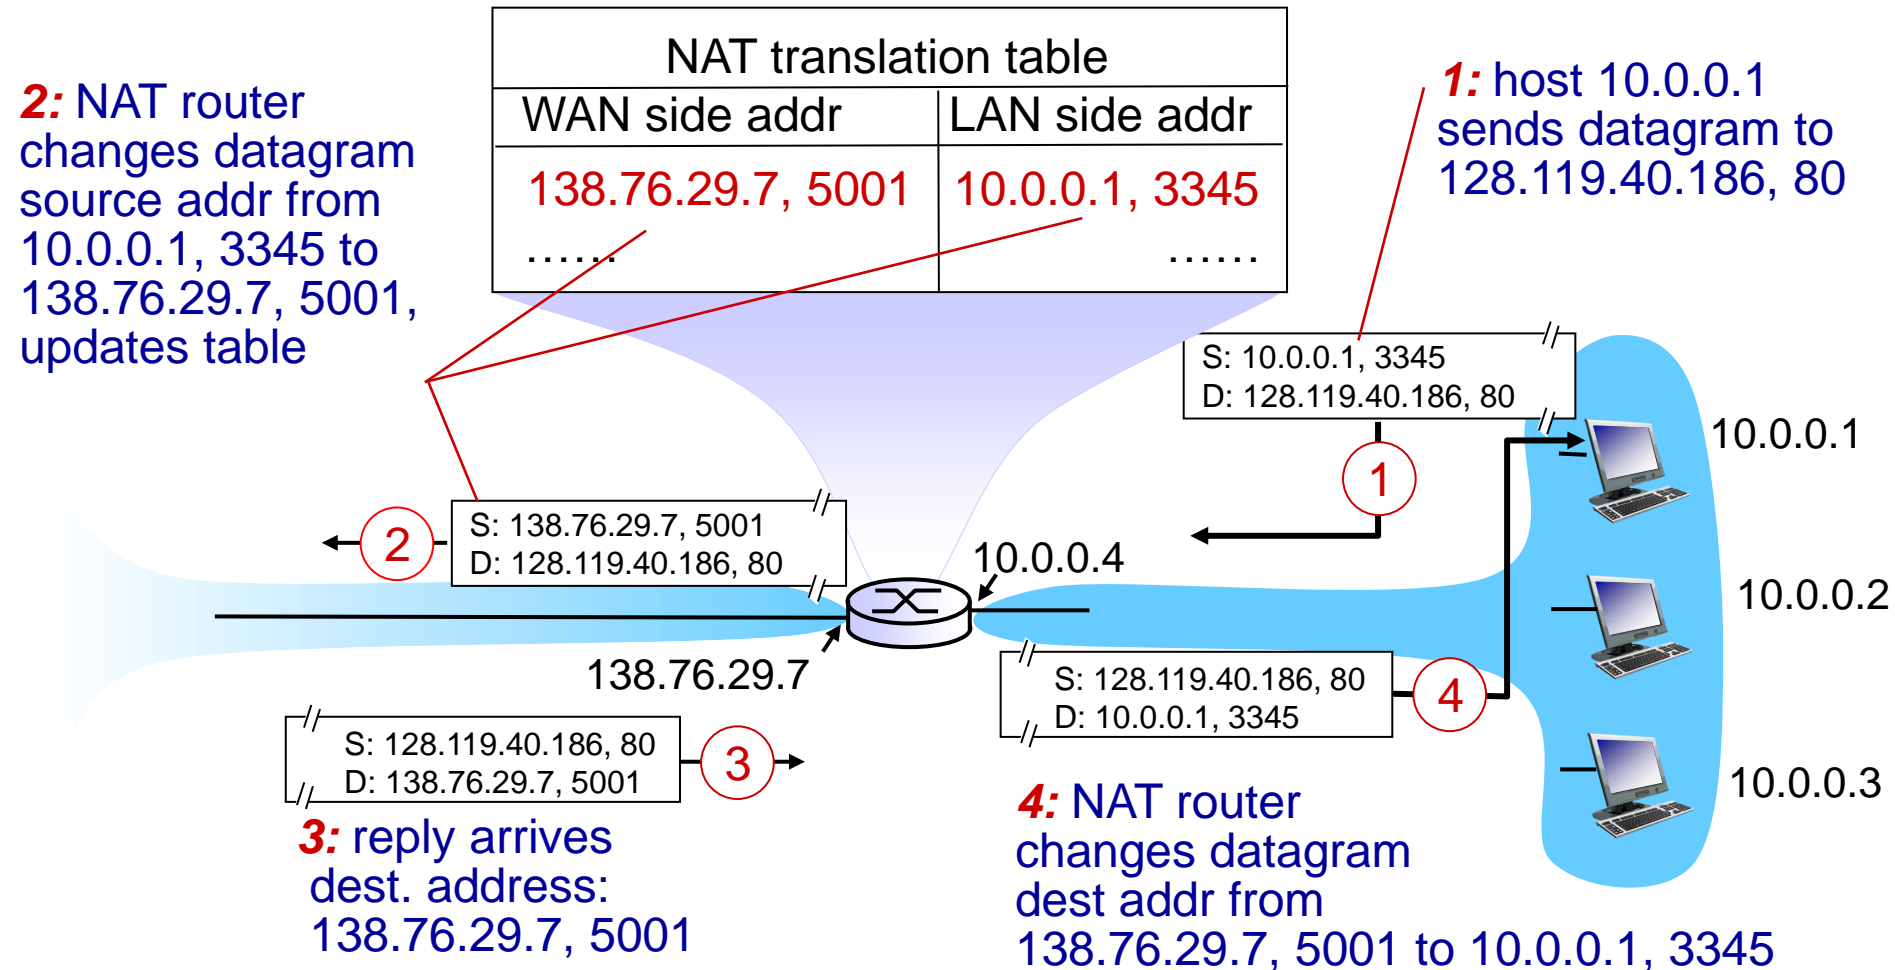 NAT translation table
WAN side addr LAN side addr
138.76.29.7, 5001 10.0.0.1, 3345
...... ......
2: NAT router
changes datagram
source addr from
10.0.0.1, 3345 to
138.76.29.7, 5001,
updates table
1: host 10.0.0.1
sends datagram to
128.119.40.186, 80
S: 10.0.0.1, 3345
D: 128.119.40.186, 80
1
10.0.0.1
S: 138.76.29.7, 5001
D: 128.119.40.186, 80
2
10.0.0.4
10.0.0.2
138.76.29.7
S: 128.119.40.186, 80
D: 10.0.0.1, 3345
4
S: 128.119.40.186, 80
D: 138.76.29.7, 5001
3
10.0.0.3
3: reply arrives
dest. address:
138.76.29.7, 5001
4: NAT router
changes datagram
dest addr from
138.76.29.7, 5001 to 10.0.0.1, 3345